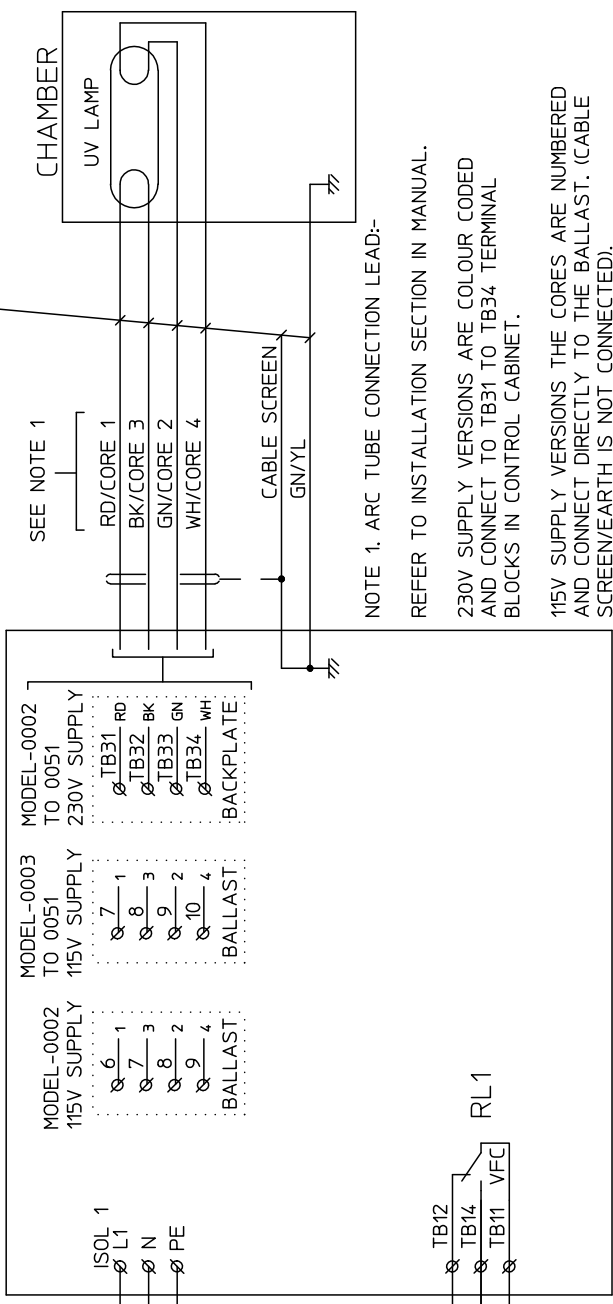 CHAMBER
UV LAMP
SEE NOTE 1
RD/CORE 1
BK/CORE 3
GN/CORE 2
WH/CORE 4
CABLE SCREEN
GN/YL
NOTE 1. ARC TUBE CONNECTION LEAD:-
REFER TO INSTALLATION SECTION IN MANUAL.
230V SUPPLY VERSIONS ARE COLOUR CODED
AND CONNECT TO TB31 TO TB34 TERMINAL
BLOCKS IN CONTROL CABINET.
115V SUPPLY VERSIONS THE CORES ARE NUMBERED
AND CONNECT DIRECTLY TO THE BALLAST. (CABLE
SCREEN/EARTH IS NOT CONNECTED).
MODEL-0002
TO 0051
230V SUPPLY
TB31 RD
TB32 BK
TB33 GN
TB34 WH
BACKPLATE
MODEL-0003
TO 0051
115V SUPPLY
7 1
8 3
9 2
10 4
BALLAST
MODEL-0002
115V SUPPLY
6 1
7 3
8 2
9 4
BALLAST
ISOL 1
L1
N
PE
TB12
TB14
TB11
VFC
RL1